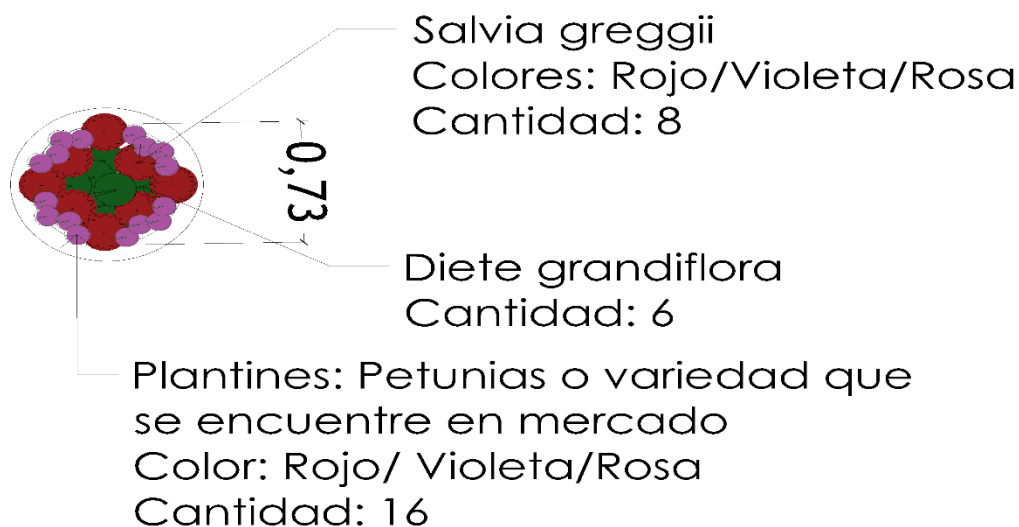 Salvia greggii
Colores: Rojo/Violeta/Rosa
Cantidad: 8
0,73
Diete grandiflora
Cantidad: 6
Plantines: Petunias o variedad que
se encuentre en mercado
Color: Rojo/ Violeta/Rosa
Cantidad: 16